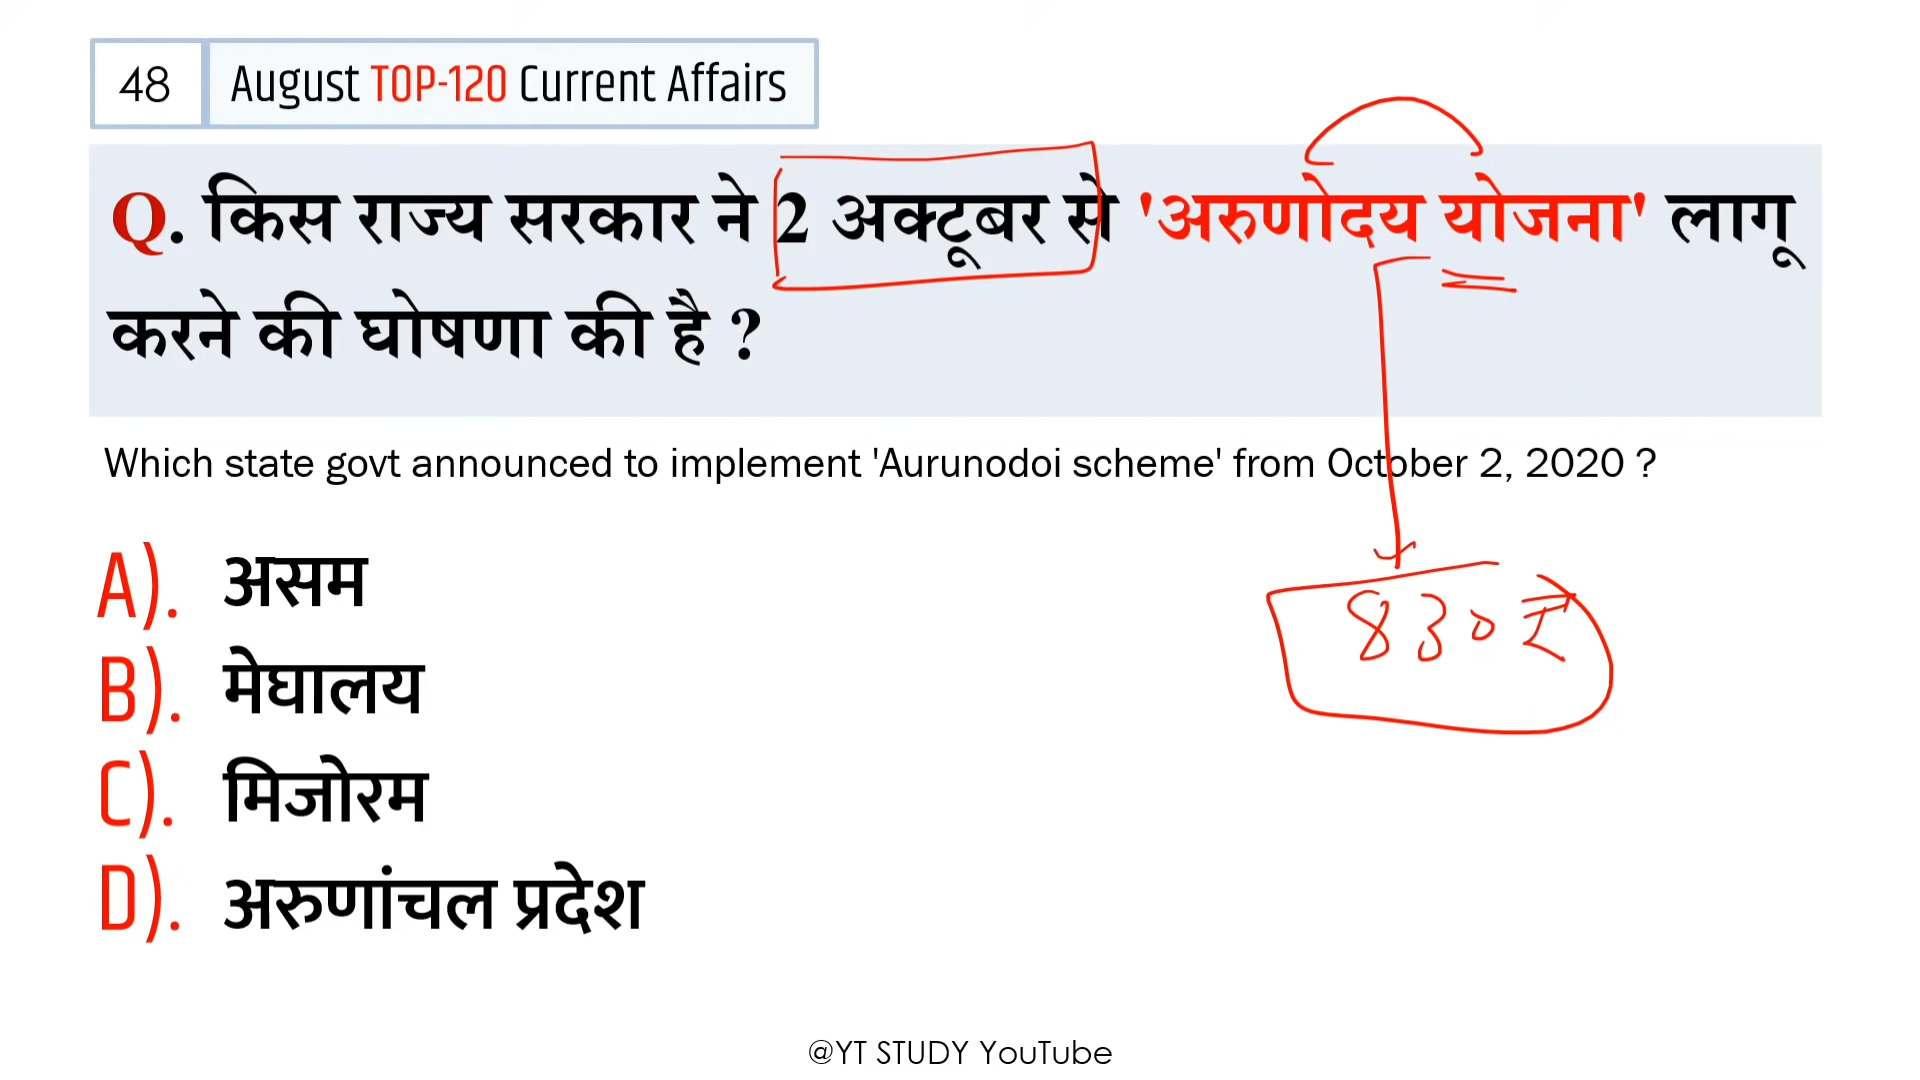 48 August TOP-120 Current Affairs
Q. किस राज्य सरकार ने 2 अक्टूबर से 'अरुणोदय योजना' लागू
करने की घोषणा की है ?
Which state govt announced to implement 'Aurunodoi scheme' from October 2, 2020 ?
A). असम
B). मेघालय
C). मिजोरम
D). अरुणांचल प्रदेश
830 ₹
@YT STUDY YouTube